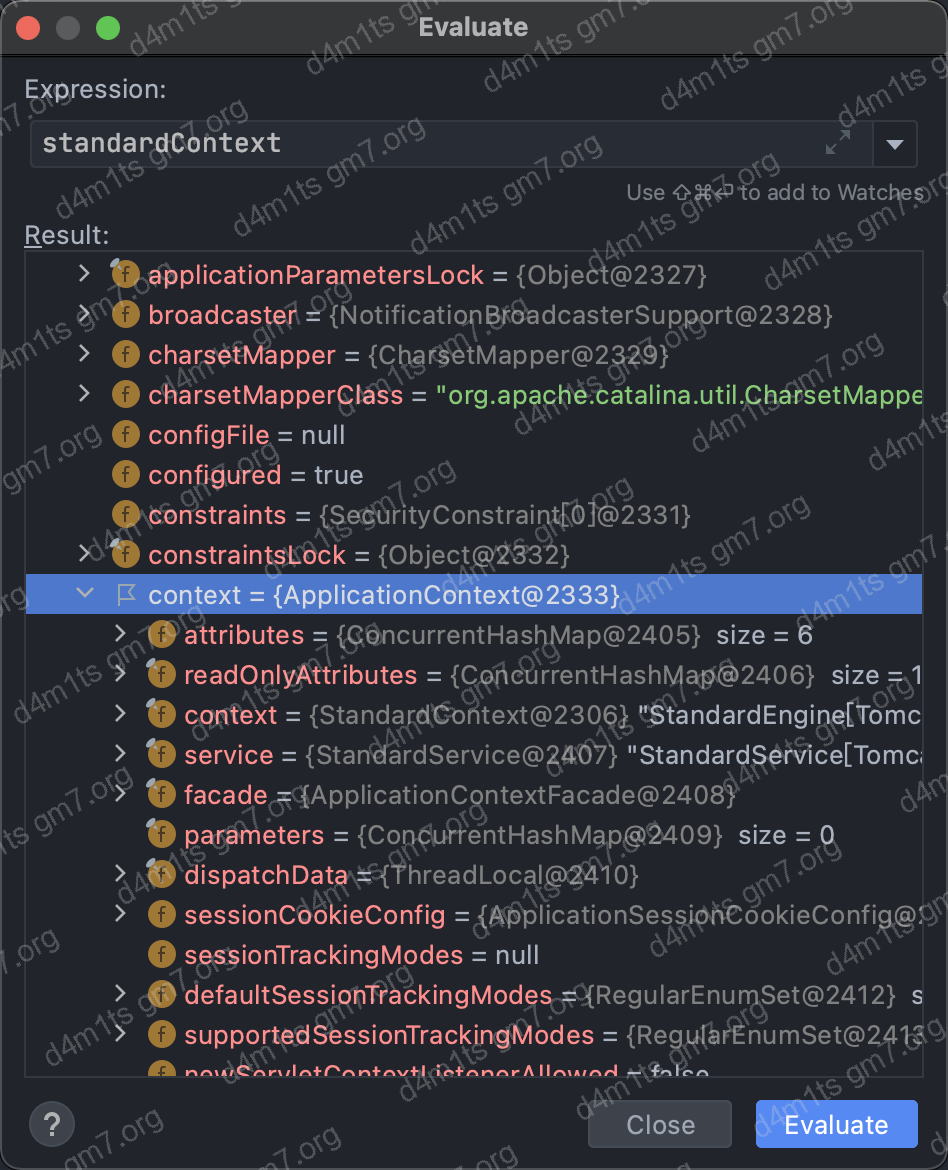 Evaluate
Expression:
standardContext
Use ⇧⌘⏎ to add to Watches
Result:
applicationParametersLock = {Object@2327}
broadcaster = {NotificationBroadcasterSupport@2328}
charsetMapper = {CharsetMapper@2329}
charsetMapperClass = "org.apache.catalina.util.CharsetMappe
configFile = null
configured = true
constraints = {SecurityConstraint[0]@2331}
constraintsLock = {Object@2332}
context = {ApplicationContext@2333}
attributes = {ConcurrentHashMap@2405} size = 6
readOnlyAttributes = {ConcurrentHashMap@2406} size = 1
context = {StandardContext@2306} "StandardEngine[Tomc
service = {StandardService@2407} "StandardService[Tomca
facade = {ApplicationContextFacade@2408}
parameters = {ConcurrentHashMap@2409} size = 0
dispatchData = {ThreadLocal@2410}
sessionCookieConfig = {ApplicationSessionCookieConfig@2
sessionTrackingModes = null
defaultSessionTrackingModes = {RegularEnumSet@2412} s
supportedSessionTrackingModes = {RegularEnumSet@2413
newServletContextListenerAllowed = false
?
Close
Evaluate
d4m1ts gm7.org